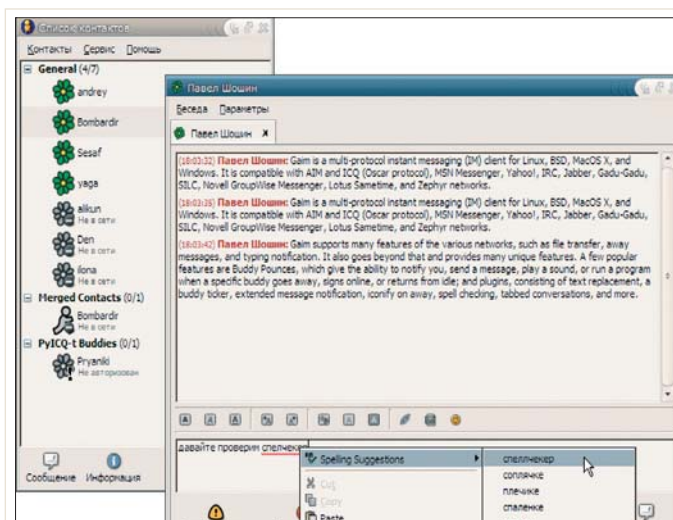 Список контактов
Контакты Сервис Помощь
General (4/7)
andrey
Bombardir
Sesaf
yaga
alikun
Не в сети
Den
Не в сети
ilona
Не в сети
Merged Contacts (0/1)
Bombardir
Не в сети
PyICQ-t Buddies (0/1)
Pryaniki
Не авторизован
Сообщение Информация
Павел Шошин
Беседа Параметры
Павел Шошин
(18:03:32) Павел Шошин: Gaim is a multi-protocol instant messaging (IM) client for Linux, BSD, MacOS X, and
Windows. It is compatible with AIM and ICQ (Oscar protocol), MSN Messenger, Yahoo!, IRC, Jabber, Gadu-Gadu,
SILC, Novell GroupWise Messenger, Lotus Sametime, and Zephyr networks.
(18:03:35) Павел Шошин: Gaim is a multi-protocol instant messaging (IM) client for Linux, BSD, MacOS X, and
Windows. It is compatible with AIM and ICQ (Oscar protocol), MSN Messenger, Yahoo!, IRC, Jabber, Gadu-Gadu,
SILC, Novell GroupWise Messenger, Lotus Sametime, and Zephyr networks.
(18:03:42) Павел Шошин: Gaim supports many features of the various networks, such as file transfer, away
messages, and typing notification. It also goes beyond that and provides many unique features. A few popular
features are Buddy Pounces, which give the ability to notify you, send a message, play a sound, or run a program
when a specific buddy goes away, signs online, or returns from idle; and plugins, consisting of text replacement, a
buddy ticker, extended message notification, iconify on away, spell checking, tabbed conversations, and more.
давайте проверим спелчекер
Spelling Suggestions
Cut
Copy
Paste
спеллчекер
соплячке
плечике
спаленке